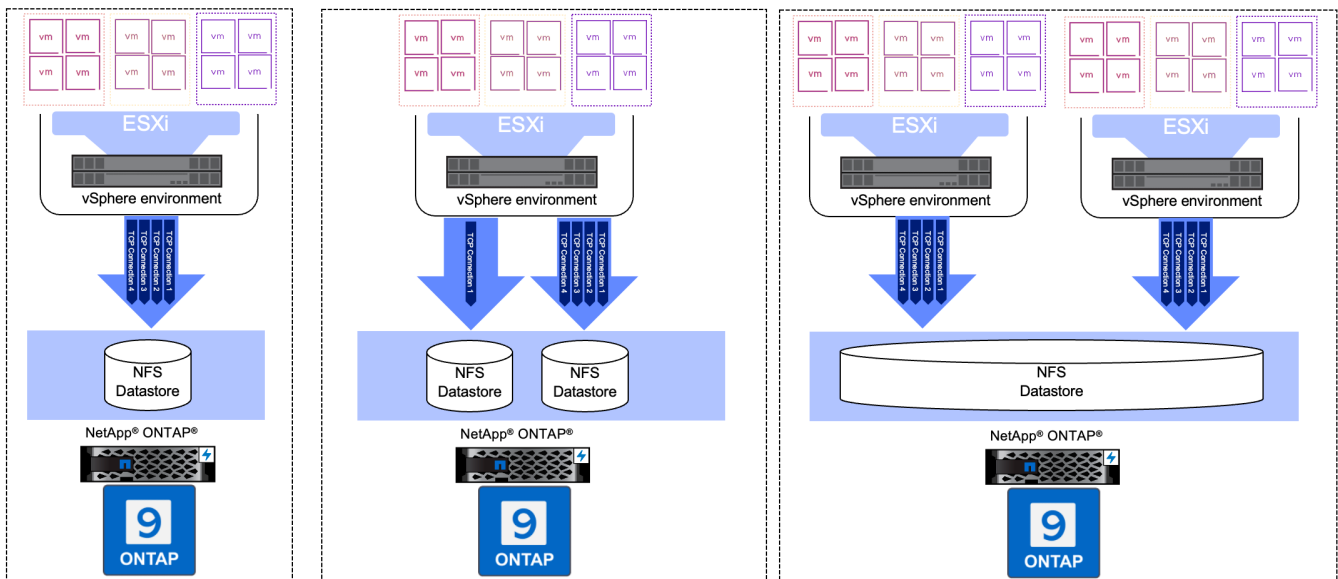 vm vm vm vm vm vm
vm vm vm vm vm vm
ESXi
vSphere environment
TCP Connection 4
TCP Connection 3
TCP Connection 2
TCP Connection 1
NFS
Datastore
NetApp® ONTAP®
9
ONTAP
vm vm vm vm vm vm
vm vm vm vm vm vm
ESXi
vSphere environment
TCP Connection 1
TCP Connection 4
TCP Connection 3
TCP Connection 2
TCP Connection 1
NFS
Datastore
NFS
Datastore
NetApp® ONTAP®
9
ONTAP
vm vm vm vm vm vm
vm vm vm vm vm vm
ESXi
vSphere environment
TCP Connection 4
TCP Connection 3
TCP Connection 2
TCP Connection 1
vm vm vm vm vm vm
vm vm vm vm vm vm
ESXi
vSphere environment
TCP Connection 4
TCP Connection 3
TCP Connection 2
TCP Connection 1
NFS
Datastore
NetApp® ONTAP®
9
ONTAP